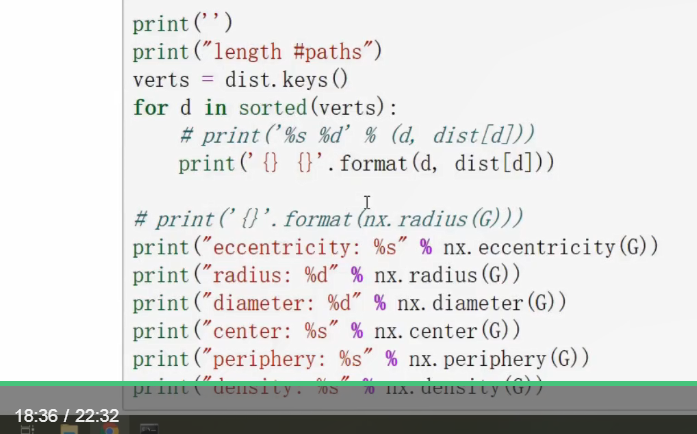 print('')
print("length #paths")
verts = dist.keys()
for d in sorted(verts):
    # print('%s %d' % (d, dist[d]))
    print('{} {}'.format(d, dist[d]))
# print('{}'.format(nx.radius(G)))
print("eccentricity: %s" % nx.eccentricity(G))
print("radius: %d" % nx.radius(G))
print("diameter: %d" % nx.diameter(G))
print("center: %s" % nx.center(G))
print("periphery: %s" % nx.periphery(G))
print("density: %s" % nx.density(G))
18:36 / 22:32